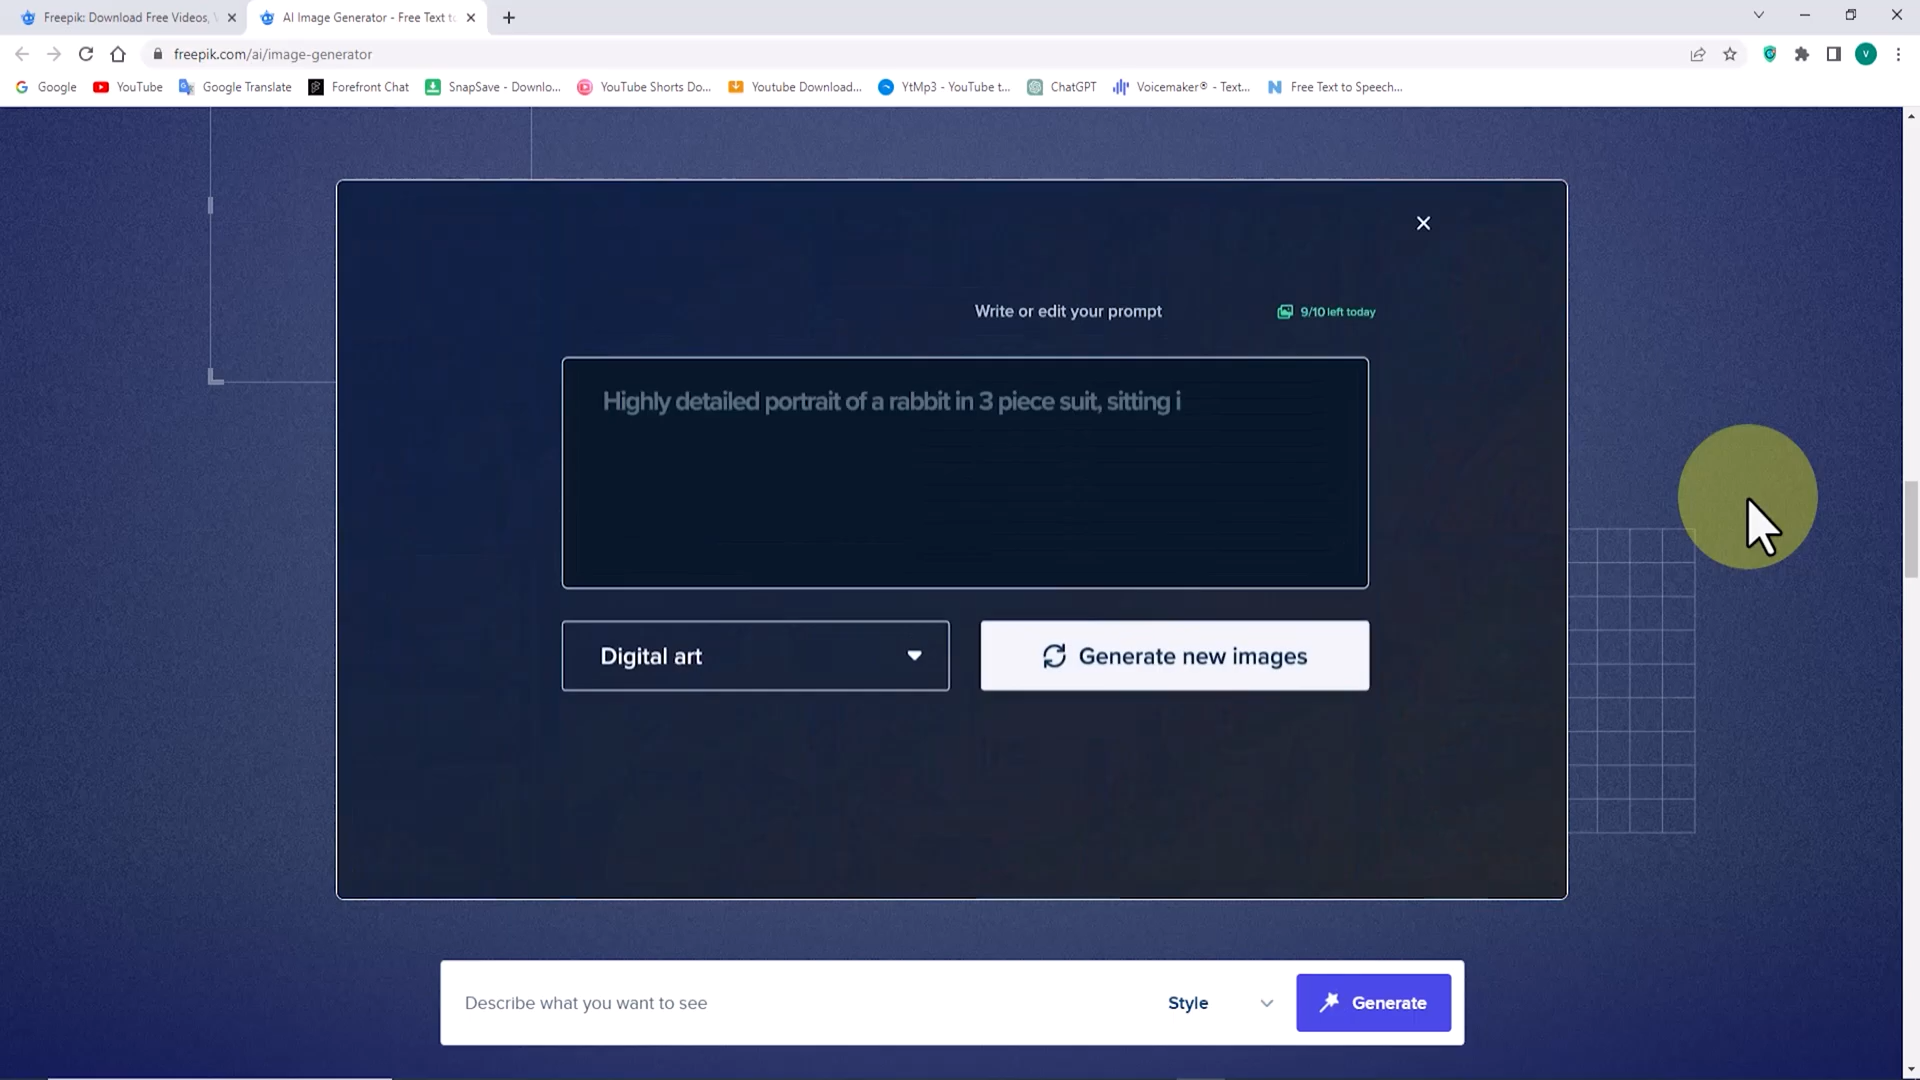 Freepik: Download Free Videos, V
AI Image Generator - Free Text to
freepik.com/ai/image-generator
V
Google
YouTube
Google Translate
Forefront Chat
SnapSave - Downlo...
YouTube Shorts Do...
Youtube Download...
YtMp3 - YouTube t...
ChatGPT
Voicemaker® - Text...
Free Text to Speech...
Write or edit your prompt
9/10 left today
Highly detailed portrait of a rabbit in 3 piece suit, sitting i
Digital art
Generate new images
Describe what you want to see
Style
Generate